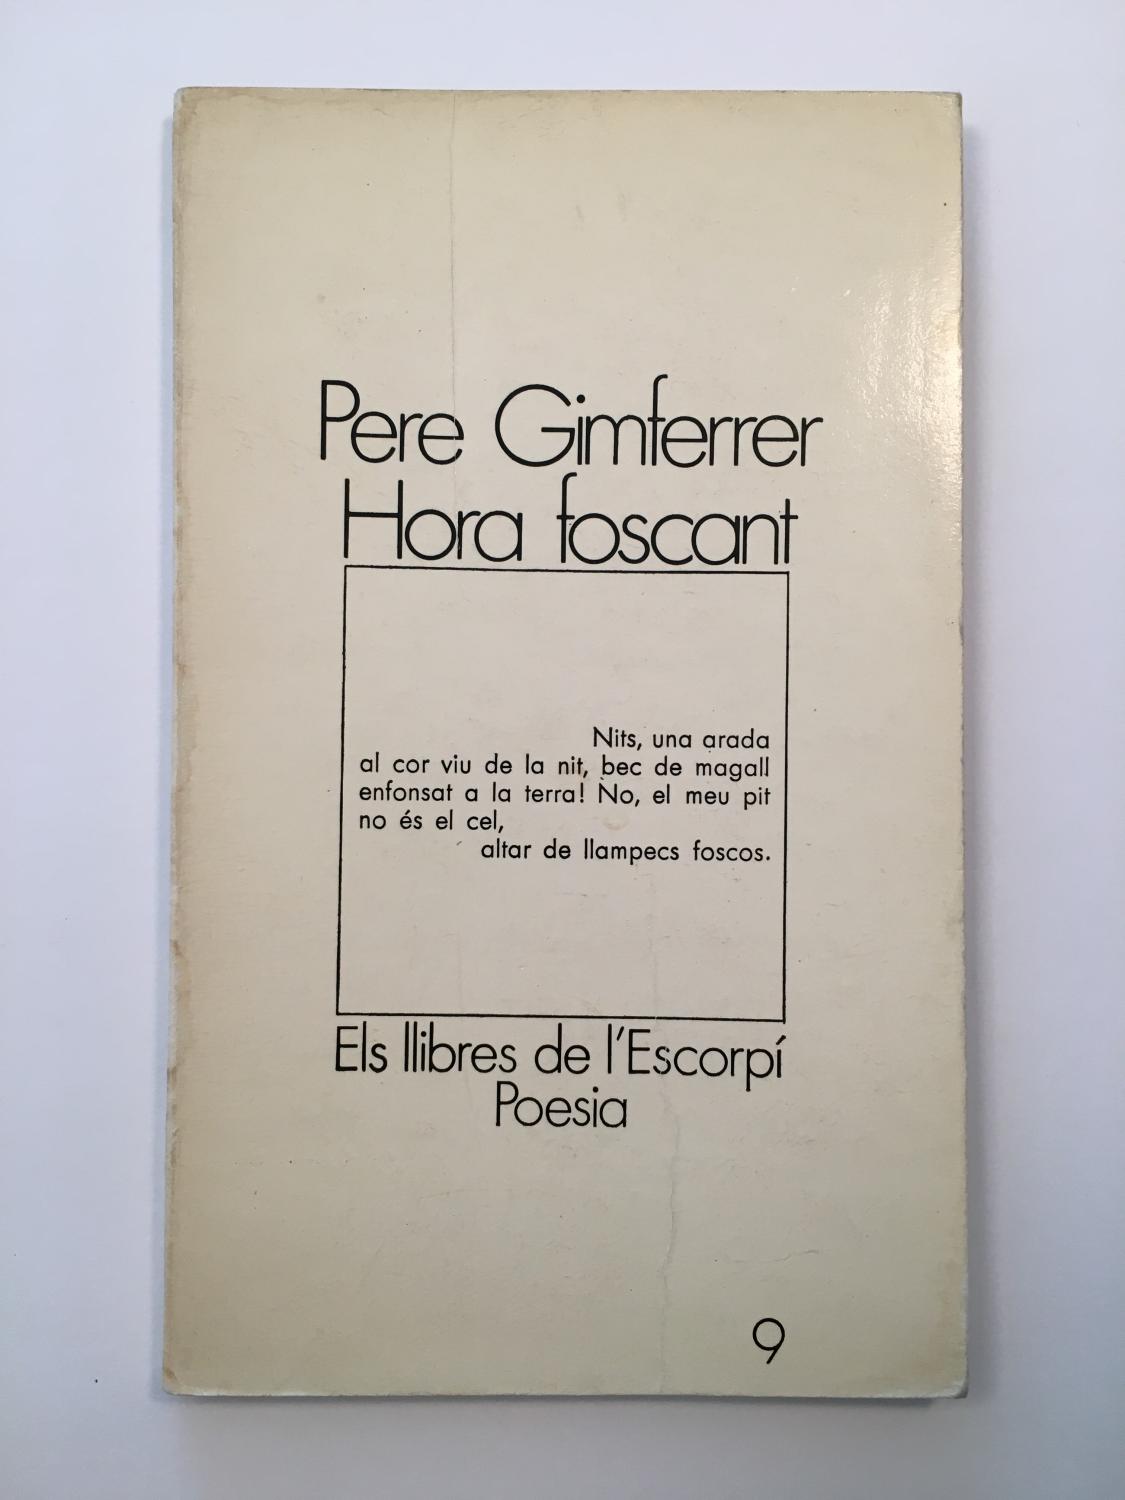 Pere Gimferrer
Hora foscant
Nits, una arada
al cor viu de la nit, bec de magall
enfonsat a la terra! No, el meu pit
no és el cel,
altar de llampecs foscos.
Els llibres de l'Escorpí
Poesia
9